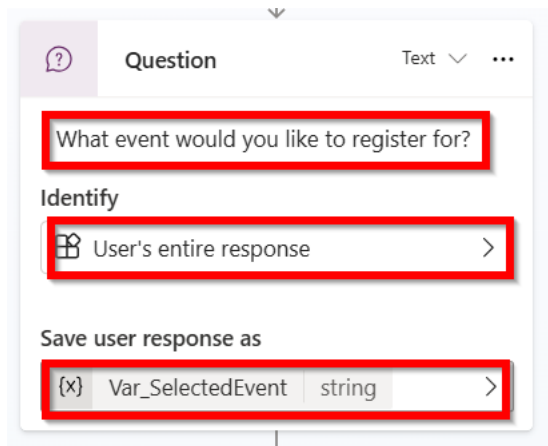 Question Text ...
What event would you like to register for?
Identify
User's entire response
Save user response as
{x} Var_SelectedEvent string